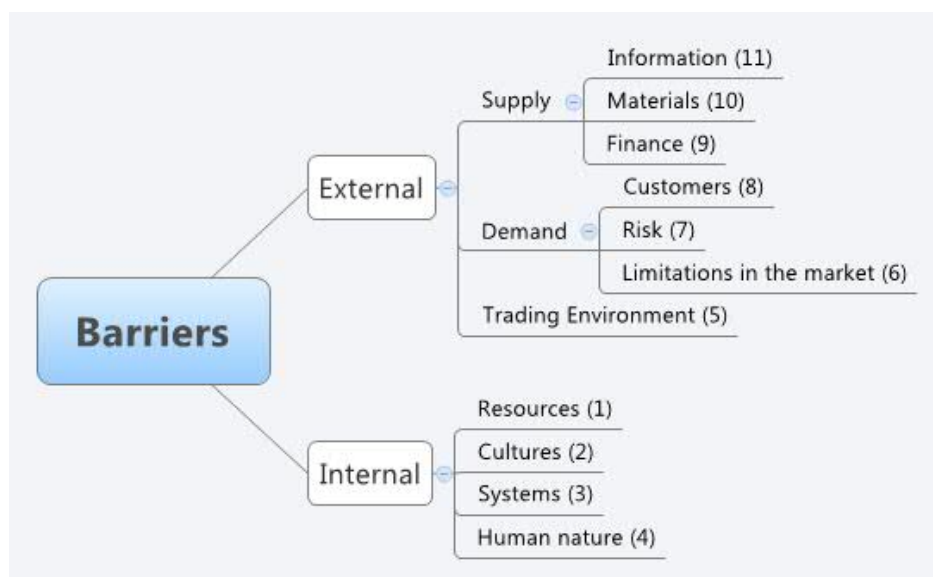 Barriers
External
Supply
Information (11)
Materials (10)
Finance (9)
Demand
Customers (8)
Risk (7)
Limitations in the market (6)
Trading Environment (5)
Internal
Resources (1)
Cultures (2)
Systems (3)
Human nature (4)